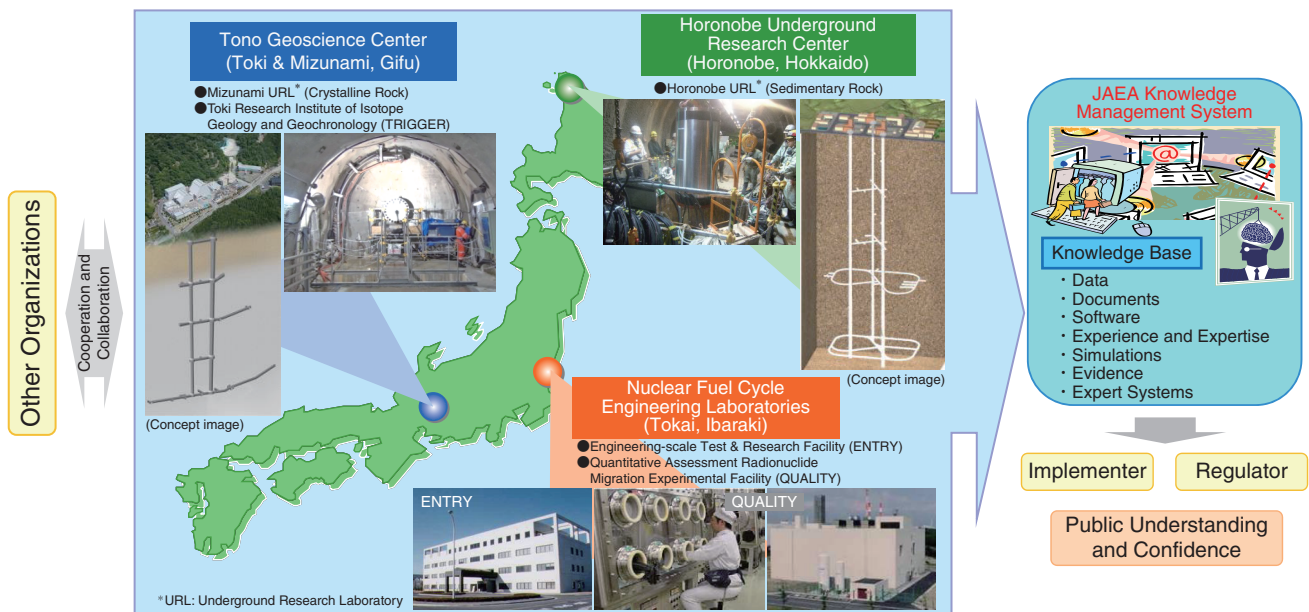 Other Organizations
Cooperation and
Collaboration
Tono Geoscience Center
(Toki & Mizunami, Gifu)
●Mizunami URL* (Crystalline Rock)
●Toki Research Institute of Isotope
Geology and Geochronology (TRIGGER)
(Concept image)
Horonobe Underground
Research Center
(Horonobe, Hokkaido)
●Horonobe URL* (Sedimentary Rock)
(Concept image)
Nuclear Fuel Cycle
Engineering Laboratories
(Tokai, Ibaraki)
●Engineering-scale Test & Research Facility (ENTRY)
●Quantitative Assessment Radionuclide
Migration Experimental Facility (QUALITY)
ENTRY
QUALITY
*URL: Underground Research Laboratory
JAEA Knowledge
Management System
@
Knowledge Base
・Data
・Documents
・Software
・Experience and Expertise
・Simulations
・Evidence
・Expert Systems
Implementer
Regulator
Public Understanding
and Confidence